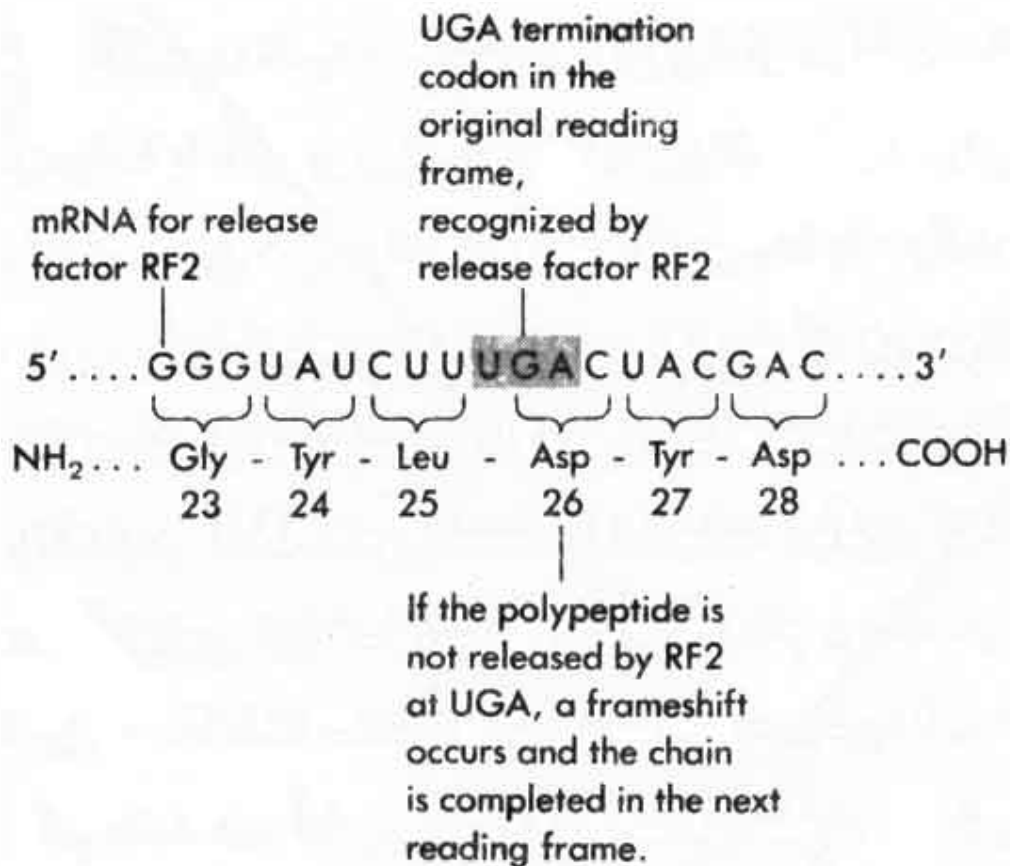 UGA termination
codon in the
original reading
frame,
recognized by
release factor RF2
mRNA for release
factor RF2
5′ ....GGGUAUCUUUGACUACGAC....3′
NH₂... Gly - Tyr - Leu - Asp - Tyr - Asp ...COOH
23 24 25 26 27 28
If the polypeptide is
not released by RF2
at UGA, a frameshift
occurs and the chain
is completed in the next
reading frame.